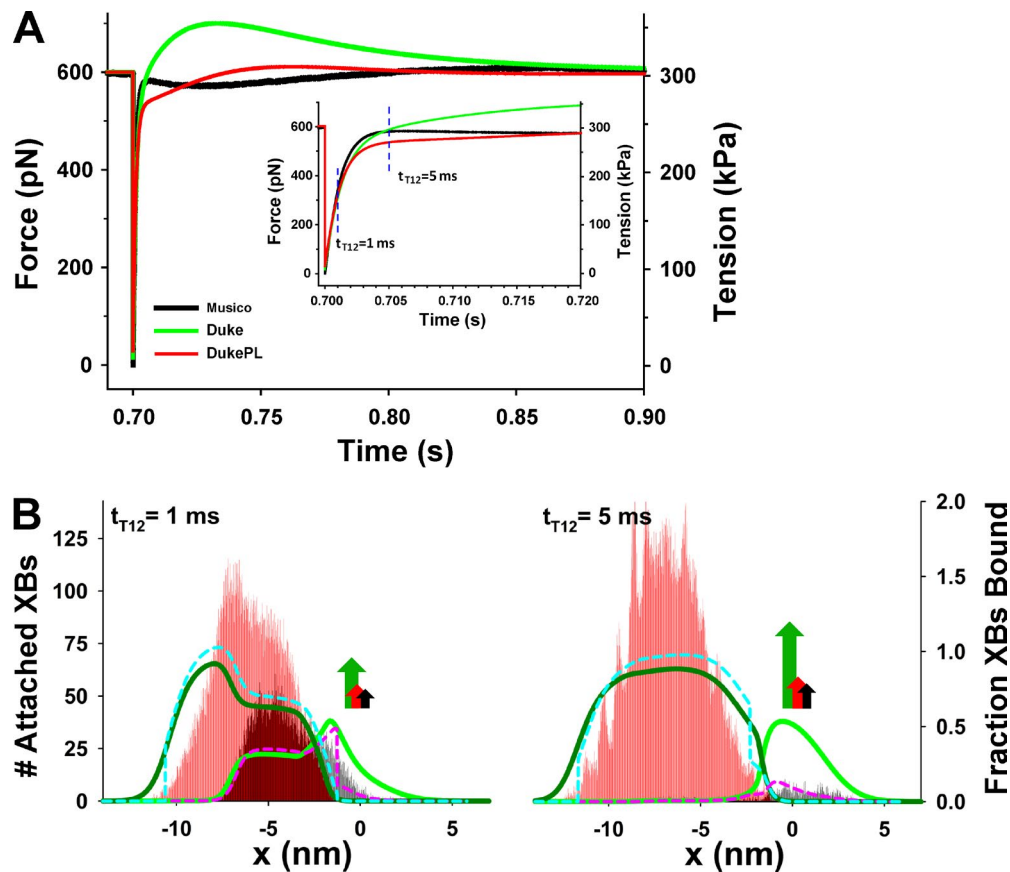 A
Force (pN)
600
400
200
0
Tension (kPa)
300
200
300
100
0
0.70
0.75
0.80
0.85
0.90
Time (s)
Musico
Duke
DukePL
Force (pN)
600
400
200
0
Tension (kPa)
300
200
100
0
0.700
0.705
0.710
0.715
0.720
Time (s)
tT12=1 ms
tT12=5 ms
B
# Attached XBs
125
100
75
50
25
0
tT12= 1 ms
-10
-5
0
5
x (nm)
tT12= 5 ms
-10
-5
0
5
x (nm)
2.0
1.5
1.0
0.5
0.0
Fraction XBs Bound